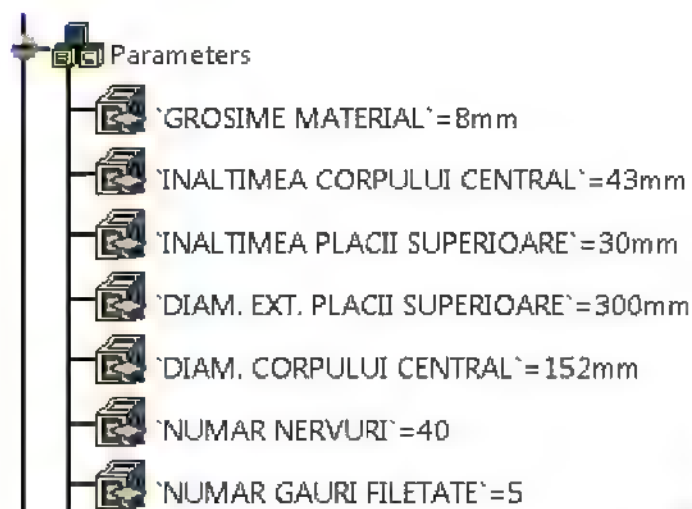 Parameters
`GROSIME MATERIAL`=8mm
`INALTIMEA CORPULUI CENTRAL`=43mm
`INALTIMEA PLACII SUPERIOARE`=30mm
`DIAM. EXT. PLACII SUPERIOARE`=300mm
`DIAM. CORPULUI CENTRAL`=152mm
`NUMAR NERVURI`=40
`NUMAR GAURI FILETATE`=5